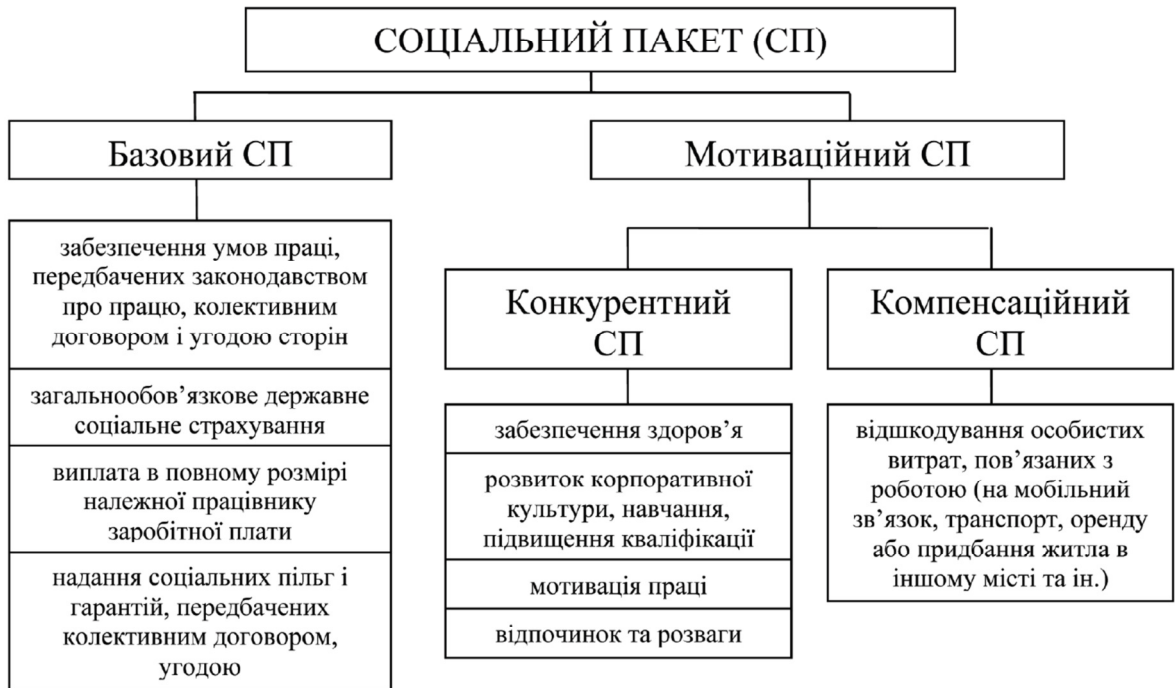 СОЦІАЛЬНИЙ ПАКЕТ (СП)
Базовий СП
забезпечення умов праці,
передбачених законодавством
про працю, колективним
договором і угодою сторін
загальнообов’язкове державне
соціальне страхування
виплата в повному розмірі
належної працівнику
заробітної плати
надання соціальних пільг і
гарантій, передбачених
колективним договором,
угодою
Мотиваційний СП
Конкурентний
СП
забезпечення здоров’я
розвиток корпоративної
культури, навчання,
підвищення кваліфікації
мотивація праці
відпочинок та розваги
Компенсаційний
СП
відшкодування особистих
витрат, пов’язаних з
роботою (на мобільний
зв’язок, транспорт, оренду
або придбання житла в
іншому місті та ін.)